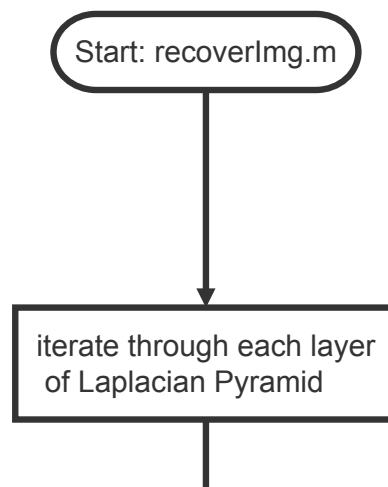 Start: recoverImg.m
iterate through each layer
of Laplacian Pyramid